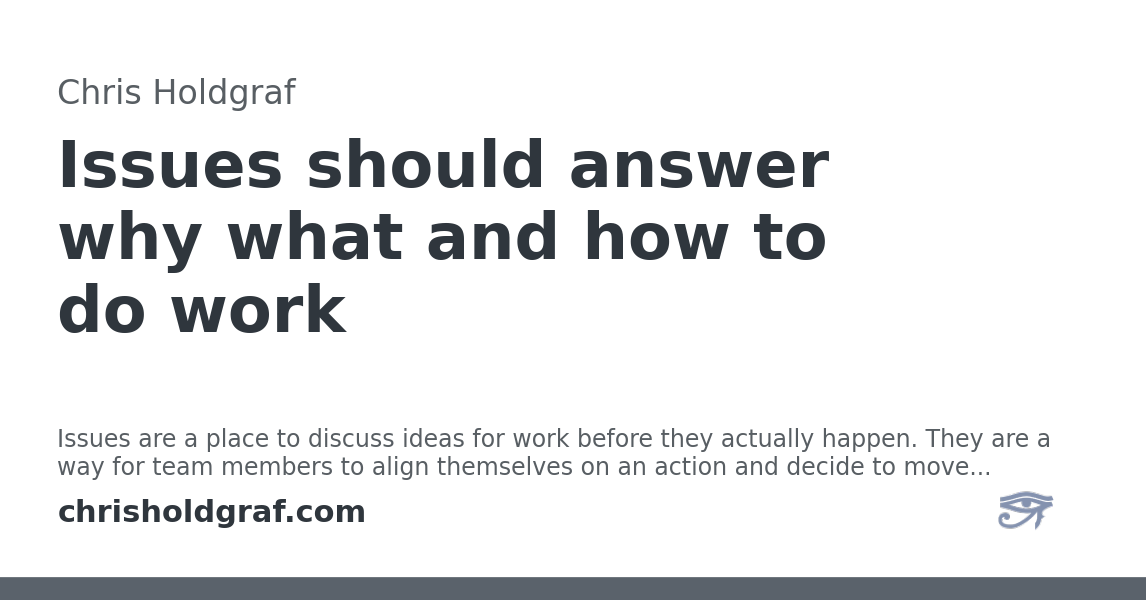 Chris Holdgraf
Issues should answer
why what and how to
do work
Issues are a place to discuss ideas for work before they actually happen. They are a
way for team members to align themselves on an action and decide to move...
chrisholdgraf.com